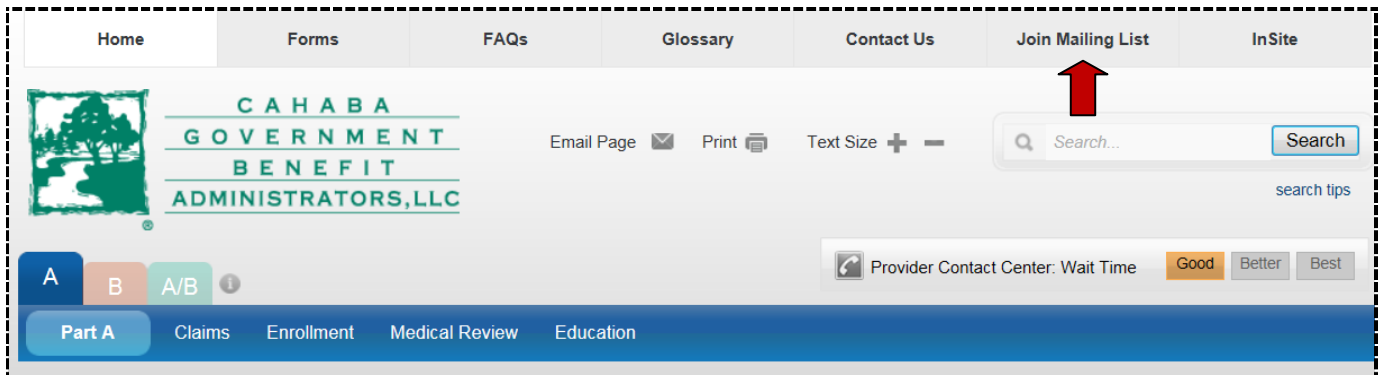 Home Forms FAQs Glossary Contact Us Join Mailing List InSite
CAHABA
GOVERNMENT
BENEFIT
ADMINISTRATORS,LLC
®
Email Page Print Text Size
Search... Search
search tips
Provider Contact Center: Wait Time Good Better Best
A B A/B i
Part A Claims Enrollment Medical Review Education